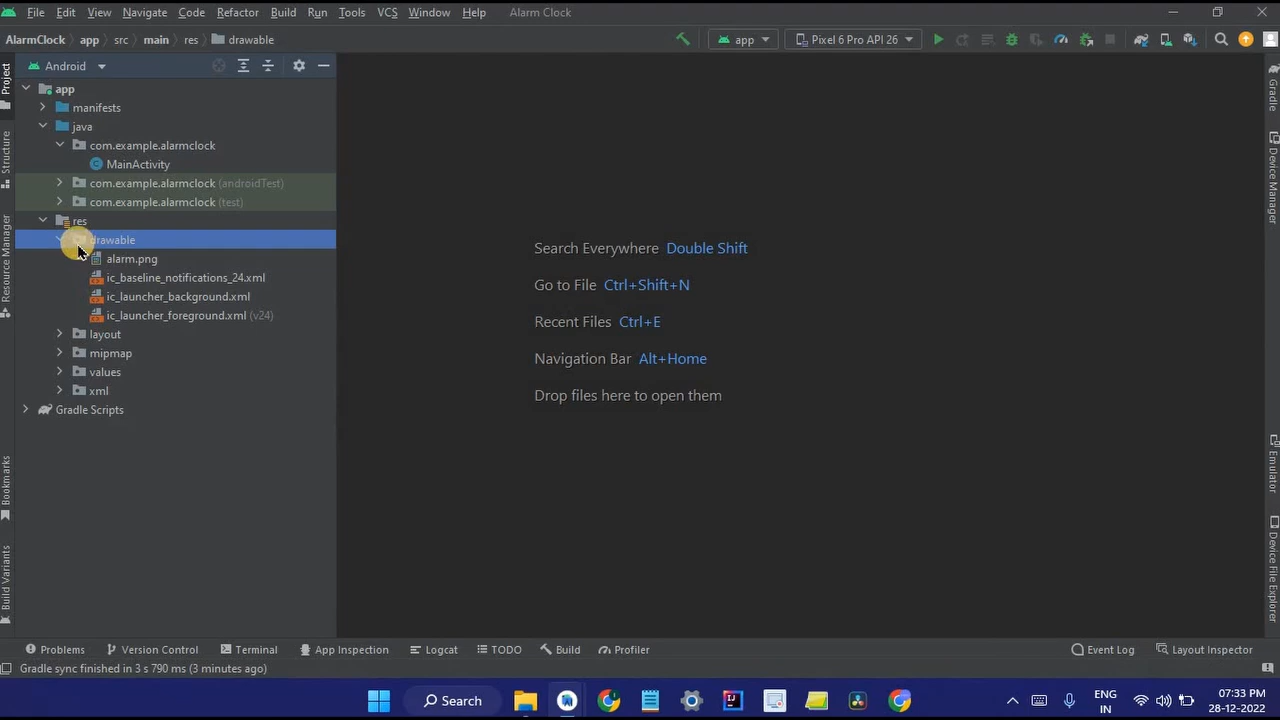 File Edit View Navigate Code Refactor Build Run Tools VCS Window Help Alarm Clock
AlarmClock app src main res drawable app Pixel 6 Pro API 26
Android
app
manifests
java
com.example.alarmclock
MainActivity
com.example.alarmclock (androidTest)
com.example.alarmclock (test)
res
drawable
alarm.png
ic_baseline_notifications_24.xml
ic_launcher_background.xml
ic_launcher_foreground.xml (v24)
layout
mipmap
values
xml
Gradle Scripts
Project
Structure
Resource Manager
Bookmarks
Build Variants
Search Everywhere Double Shift
Go to File Ctrl+Shift+N
Recent Files Ctrl+E
Navigation Bar Alt+Home
Drop files here to open them
Gradle
Device Manager
Emulator
Device File Explorer
Problems Version Control Terminal App Inspection Logcat TODO Build Profiler Event Log Layout Inspector
Gradle sync finished in 3 s 790 ms (3 minutes ago)
Search
ENG
IN
07:33 PM
28-12-2022